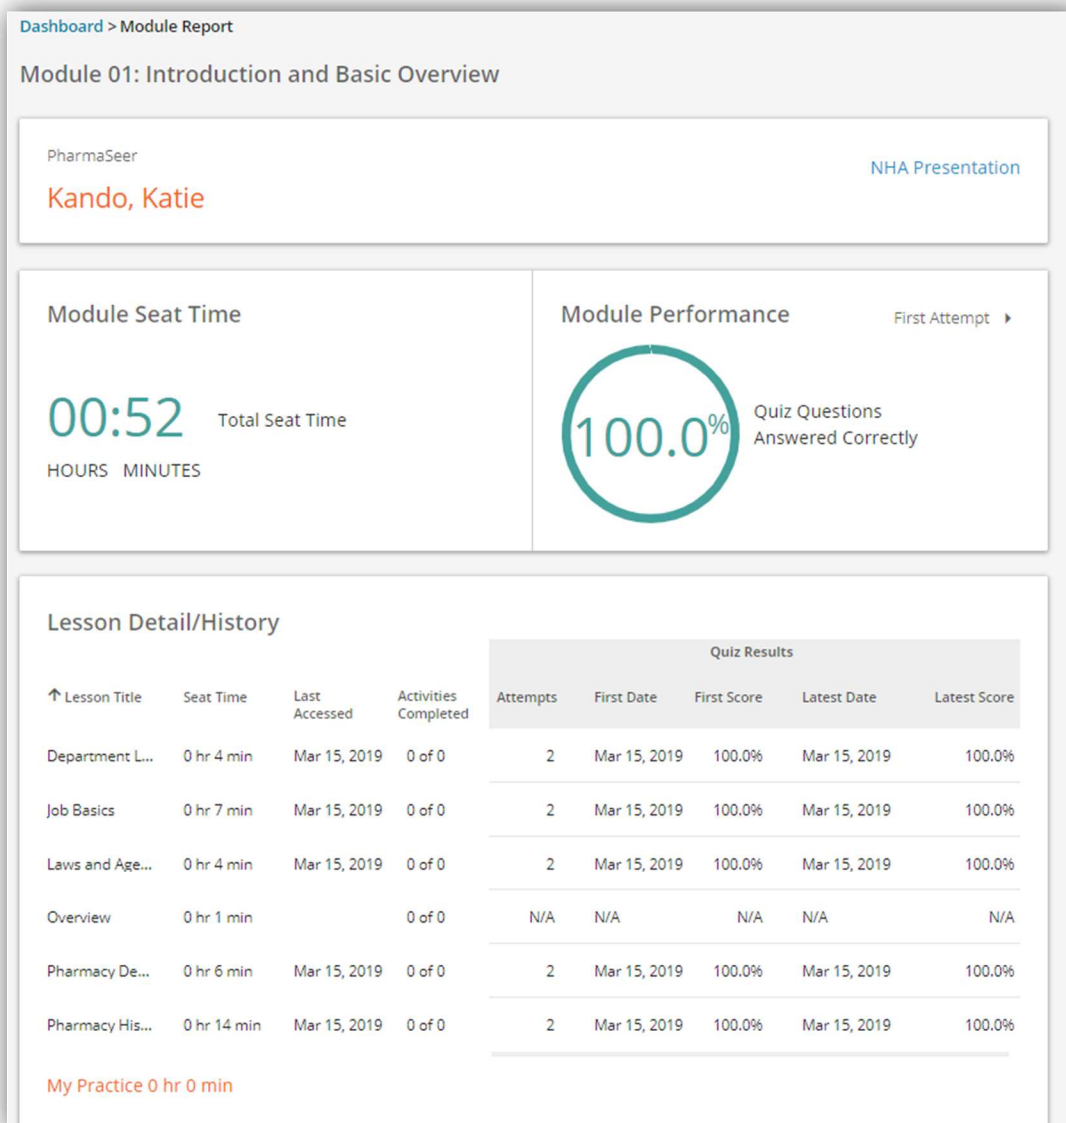 Dashboard > Module Report
Module 01: Introduction and Basic Overview
PharmaSeer
NHA Presentation
Kando, Katie
Module Seat Time
Module Performance
First Attempt
00:52 Total Seat Time
HOURS MINUTES
100.0%
Quiz Questions
Answered Correctly
Lesson Detail/History
Quiz Results
Lesson Title Seat Time Last Accessed Activities Completed Attempts First Date First Score Latest Date Latest Score
Department L... 0 hr 4 min Mar 15, 2019 0 of 0 2 Mar 15, 2019 100.0% Mar 15, 2019 100.0%
Job Basics 0 hr 7 min Mar 15, 2019 0 of 0 2 Mar 15, 2019 100.0% Mar 15, 2019 100.0%
Laws and Age... 0 hr 4 min Mar 15, 2019 0 of 0 2 Mar 15, 2019 100.0% Mar 15, 2019 100.0%
Overview 0 hr 1 min 0 of 0 N/A N/A N/A N/A N/A
Pharmacy De... 0 hr 6 min Mar 15, 2019 0 of 0 2 Mar 15, 2019 100.0% Mar 15, 2019 100.0%
Pharmacy His... 0 hr 14 min Mar 15, 2019 0 of 0 2 Mar 15, 2019 100.0% Mar 15, 2019 100.0%
My Practice 0 hr 0 min